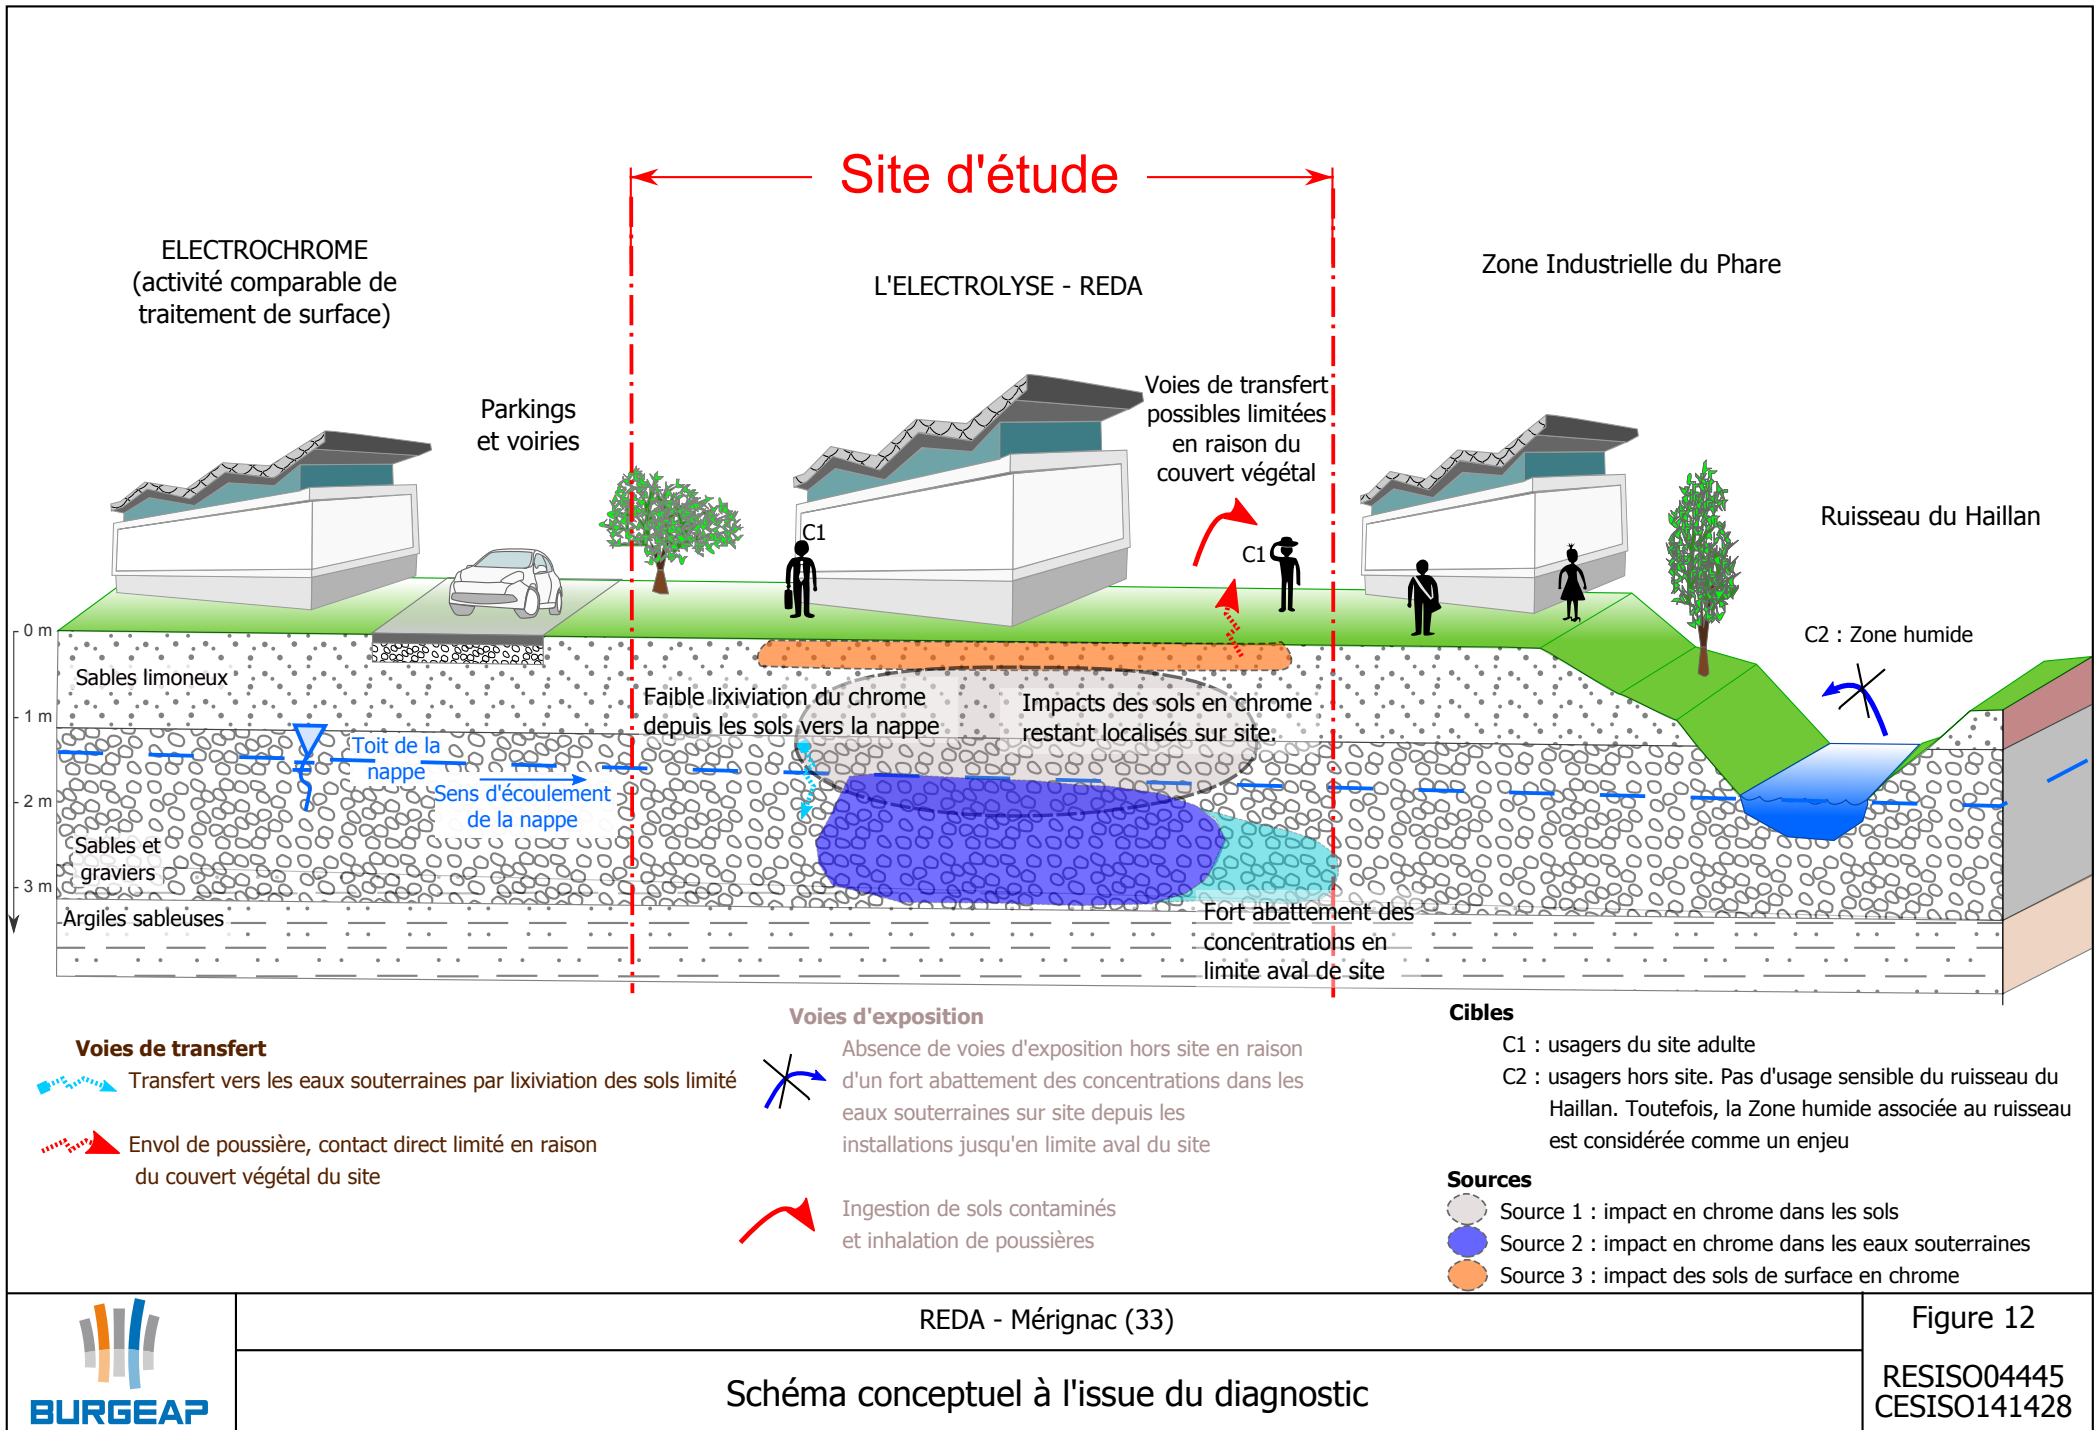 Site d'étude
ELECTROCHROME
(activité comparable de
traitement de surface)
L'ELECTROLYSE - REDA
Zone Industrielle du Phare
Parkings
et voiries
Voies de transfert
possibles limitées
en raison du
couvert végétal
Ruisseau du Haillan
C1
C1
C2 : Zone humide
0 m
1 m
2 m
3 m
Sables limoneux
Faible lixiviation du chrome
depuis les sols vers la nappe
Impacts des sols en chrome
restant localisés sur site.
Toit de la
nappe
Sens d'écoulement
de la nappe
Sables et
graviers
Argiles sableuses
Fort abattement des
concentrations en
limite aval de site
Voies de transfert
Transfert vers les eaux souterraines par lixiviation des sols limité
Envol de poussière, contact direct limité en raison
du couvert végétal du site
Voies d'exposition
Absence de voies d'exposition hors site en raison
d'un fort abattement des concentrations dans les
eaux souterraines sur site depuis les
installations jusqu'en limite aval du site
Ingestion de sols contaminés
et inhalation de poussières
Cibles
C1 : usagers du site adulte
C2 : usagers hors site. Pas d'usage sensible du ruisseau du
Haillan. Toutefois, la Zone humide associée au ruisseau
est considérée comme un enjeu
Sources
Source 1 : impact en chrome dans les sols
Source 2 : impact en chrome dans les eaux souterraines
Source 3 : impact des sols de surface en chrome
BURGEAP
REDA - Mérignac (33)
Schéma conceptuel à l'issue du diagnostic
Figure 12
RESISO04445
CESISO141428